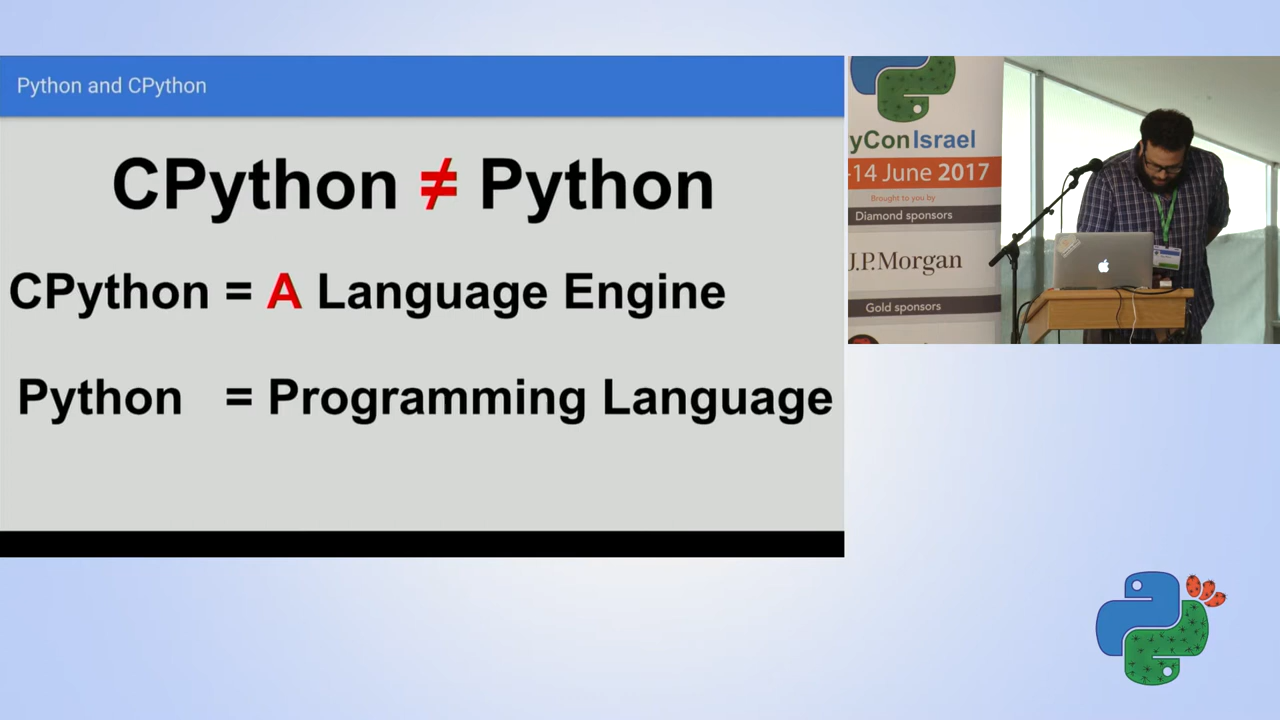 Python and CPython
CPython ≠ Python
CPython = A Language Engine
Python = Programming Language
yConIsrael
-14 June 2017
Brought to you by
Diamond sponsors
J.P.Morgan
Gold sponsors